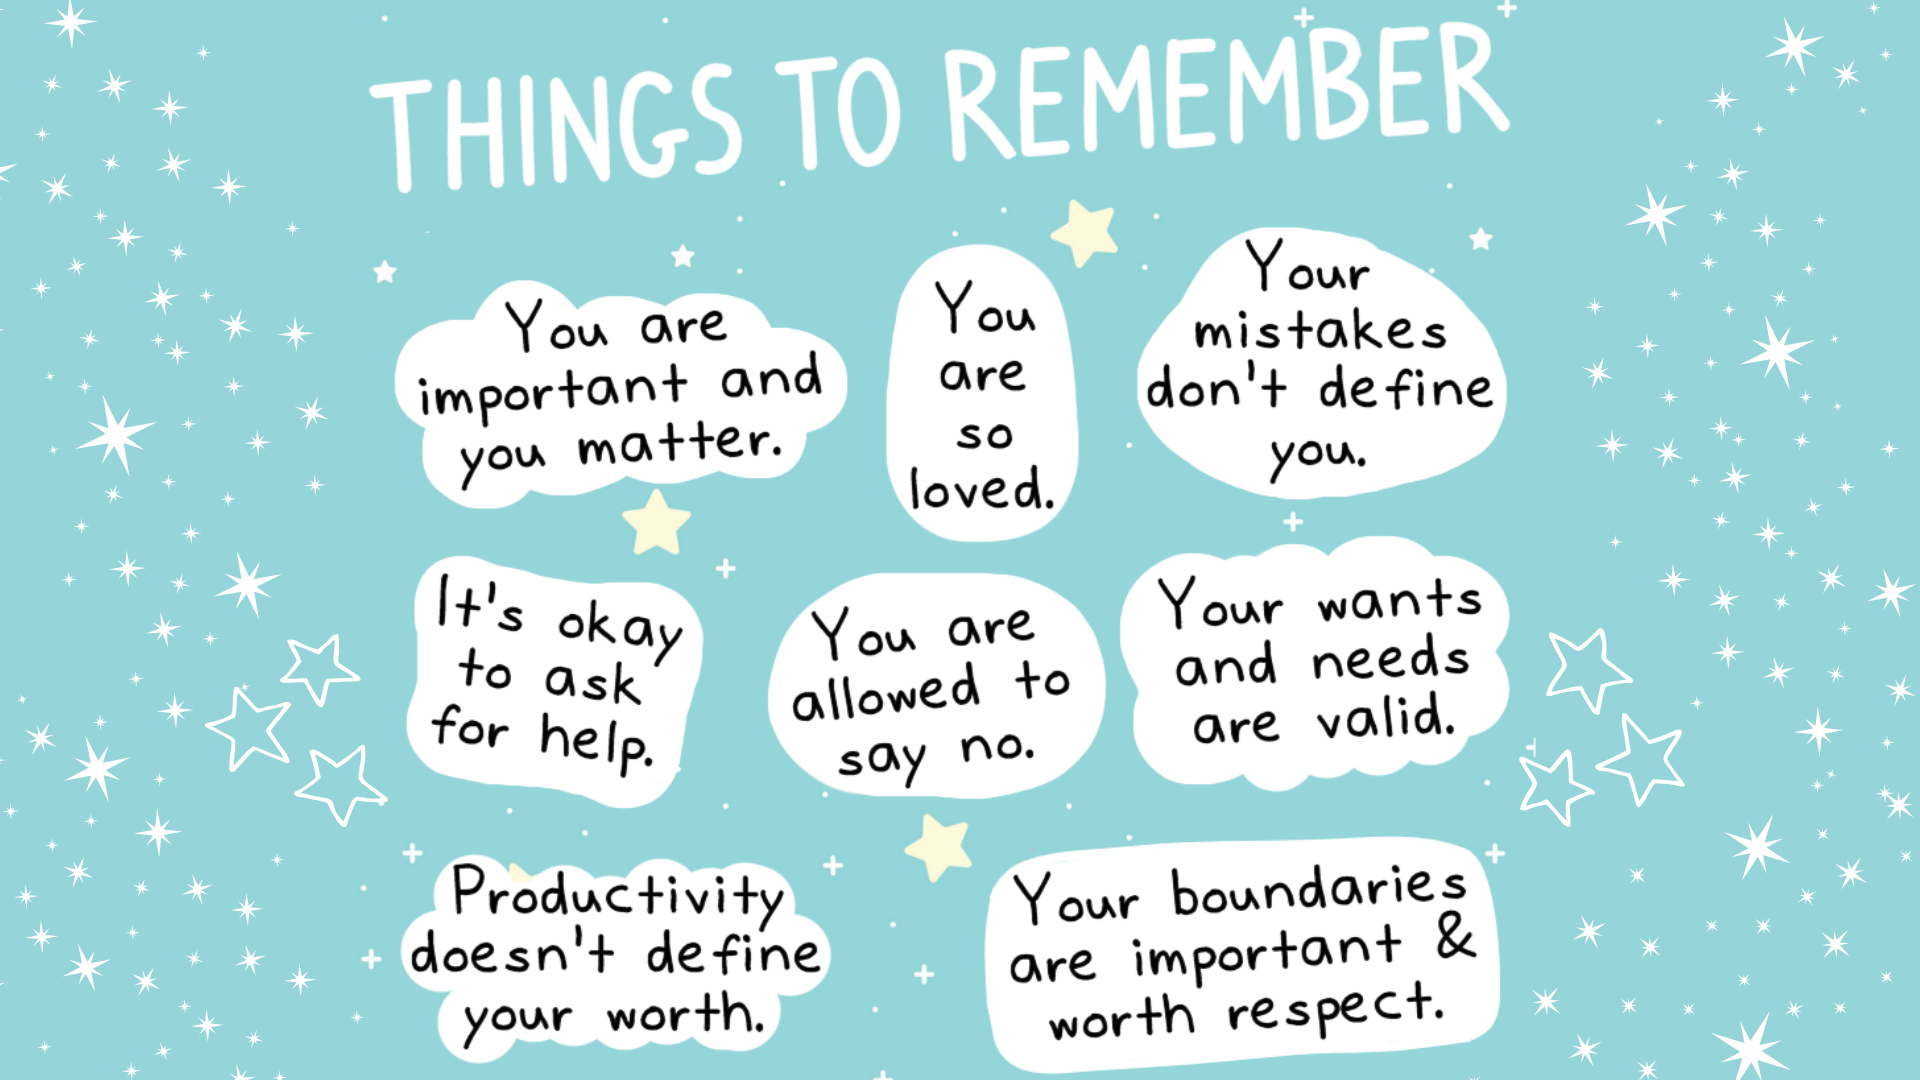 THINGS TO REMEMBER
You are
important and
you matter.
You
are
so
loved.
Your
mistakes
don't define
you.
It's okay
to ask
for help.
You are
allowed to
say no.
Your wants
and needs
are valid.
Productivity
doesn't define
your worth.
Your boundaries
are important &
worth respect.